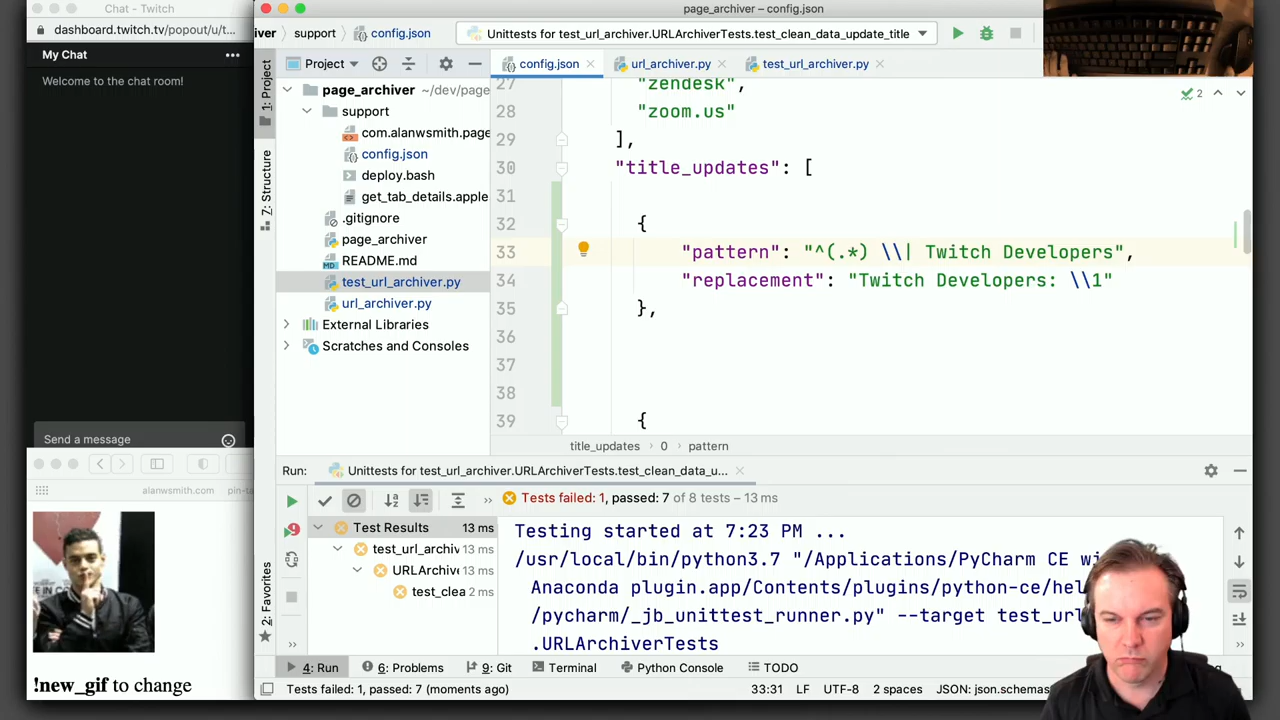 Chat - Twitch
dashboard.twitch.tv/popout/u/t...
My Chat
Welcome to the chat room!
Send a message
alanwsmith.com pin-ta
!new_gif to change
page_archiver – config.json
iver support config.json
Unittests for test_url_archiver.URLArchiverTests.test_clean_data_update_title
1: Project
7: Structure
2: Favorites
Project
page_archiver ~/dev/page
support
com.alanwsmith.page
config.json
deploy.bash
get_tab_details.apple
.gitignore
page_archiver
README.md
test_url_archiver.py
url_archiver.py
External Libraries
Scratches and Consoles
config.json url_archiver.py test_url_archiver.py
2
27 "zendesk",
28 "zoom.us"
29 ],
30 "title_updates": [
31
32 {
33 "pattern": "^(.*) \\| Twitch Developers",
34 "replacement": "Twitch Developers: \\1"
35 },
36
37
38
39 {
title_updates 0 pattern
Run: Unittests for test_url_archiver.URLArchiverTests.test_clean_data_u...
Tests failed: 1, passed: 7 of 8 tests – 13 ms
Test Results 13 ms
test_url_archiv 13 ms
URLArchive 13 ms
test_clea 2 ms
Testing started at 7:23 PM ...
/usr/local/bin/python3.7 "/Applications/PyCharm CE wi
Anaconda plugin.app/Contents/plugins/python-ce/hel
/pycharm/_jb_unittest_runner.py" --target test_url
.URLArchiverTests
4: Run 6: Problems 9: Git Terminal Python Console TODO
Tests failed: 1, passed: 7 (moments ago) 33:31 LF UTF-8 2 spaces JSON: json.schemas